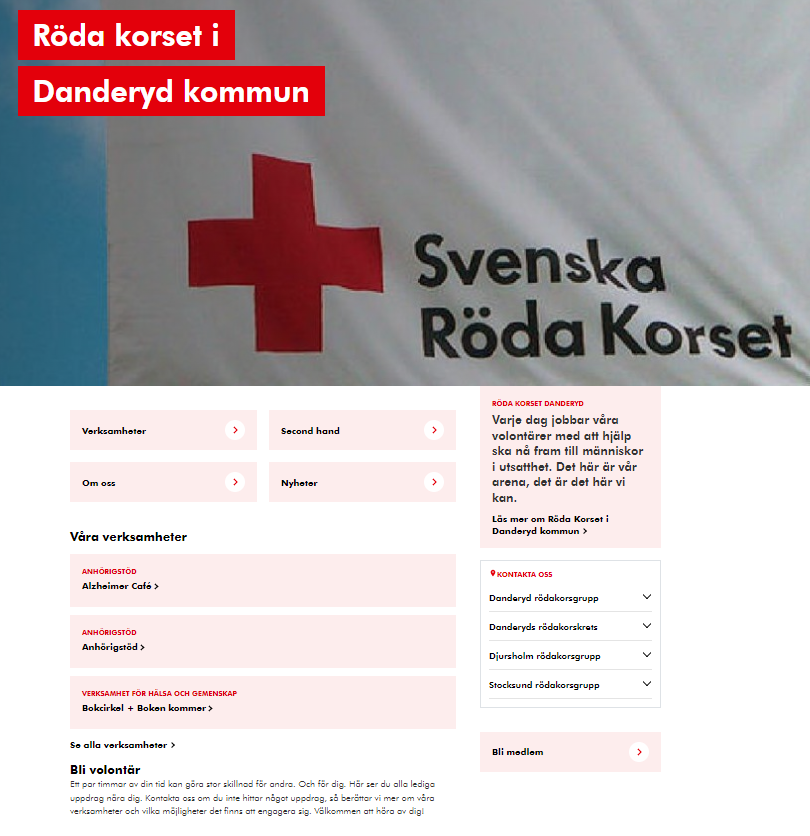 Röda korset i
Danderyd kommun
Svenska
Röda Korset
Verksamheter
Second hand
Om oss
Nyheter
Våra verksamheter
ANHÖRIGSTÖD
Alzheimer Café
ANHÖRIGSTÖD
Anhörigstöd
VERKSAMHET FÖR HÄLSA OCH GEMENSKAP
Bokcirkel + Boken kommer
Se alla verksamheter
Bli volontär
Ett par timmar av din tid kan göra stor skillnad för andra. Och för dig. Här ser du alla lediga
uppdrag nära dig. Kontakta oss om du inte hittar något uppdrag, så berättar vi mer om våra
verksamheter och vilka möjligheter det finns att engagera sig. Välkommen att höra av dig!
RÖDA KORSET DANDERYD
Varje dag jobbar våra
volontärer med att hjälp
ska nå fram till människor
i utsatthet. Det här är vår
arena, det är det här vi
kan.
Läs mer om Röda Korset i
Danderyd kommun
KONTAKTA OSS
Danderyd rödakorsgrupp
Danderyds rödakorskrets
Djursholm rödakorsgrupp
Stocksund rödakorsgrupp
Bli medlem